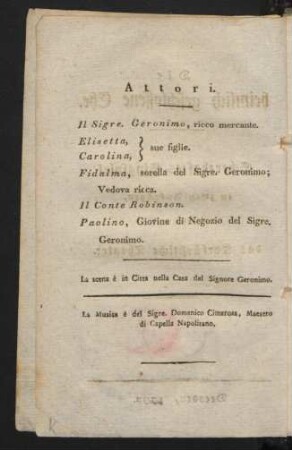 Attori.
Il Sigre. Geronimo, ricco mercante.
Elisetta,
Carolina, } sue figlie.
Fidalma, sorella del Sigre. Geronimo;
Vedova ricca.
Il Conte Robinson.
Paolino, Giovine di Negozio del Sigre.
Geronimo.
La scena è in Citta nella Casa del Signore Geronimo.
La Musica è del Sigre. Domenico Cimarosa, Maestro
di Capella Napolitano.